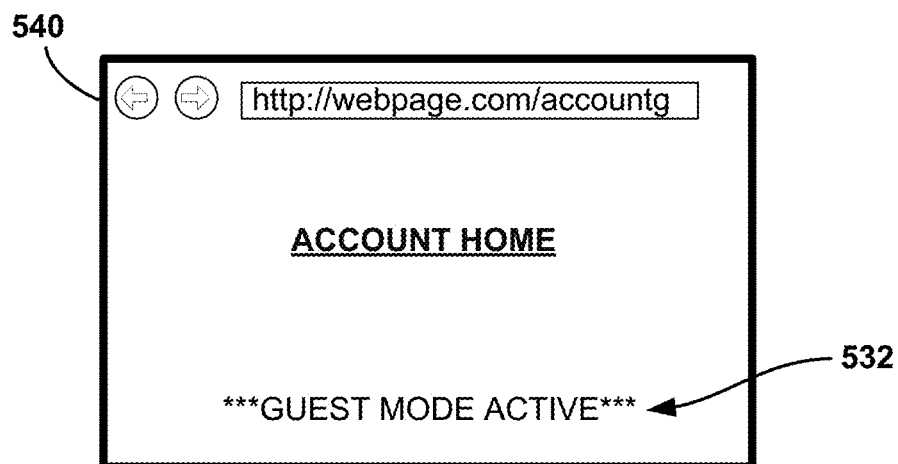 540
http://webpage.com/accountg
ACCOUNT HOME
532
***GUEST MODE ACTIVE***